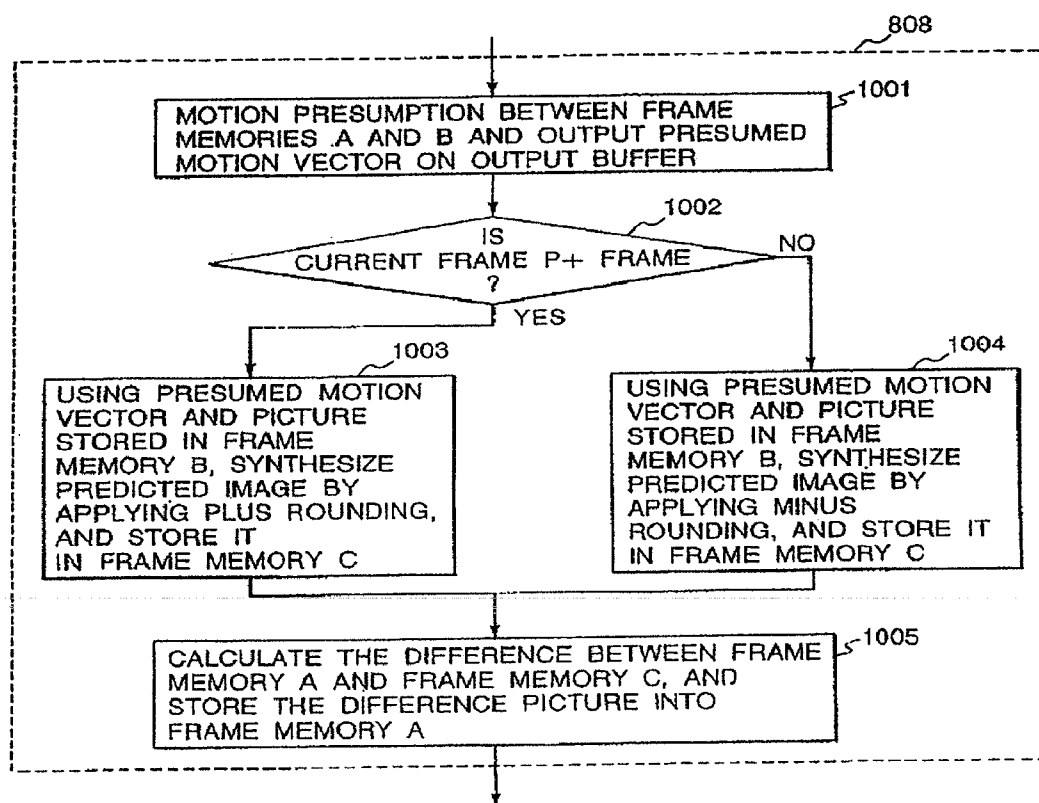 808
1001
MOTION PRESUMPTION BETWEEN FRAME
MEMORIES A AND B AND OUTPUT PRESUMED
MOTION VECTOR ON OUTPUT BUFFER
1002
IS
CURRENT FRAME P+ FRAME
?
NO
YES
1003
USING PRESUMED MOTION
VECTOR AND PICTURE
STORED IN FRAME
MEMORY B, SYNTHESIZE
PREDICTED IMAGE BY
APPLYING PLUS ROUNDING,
AND STORE IT
IN FRAME MEMORY C
1004
USING PRESUMED MOTION
VECTOR AND PICTURE
STORED IN FRAME
MEMORY B, SYNTHESIZE
PREDICTED IMAGE BY
APPLYING MINUS
ROUNDING, AND STORE IT
IN FRAME MEMORY C
1005
CALCULATE THE DIFFERENCE BETWEEN FRAME
MEMORY A AND FRAME MEMORY C, AND
STORE THE DIFFERENCE PICTURE INTO
FRAME MEMORY A